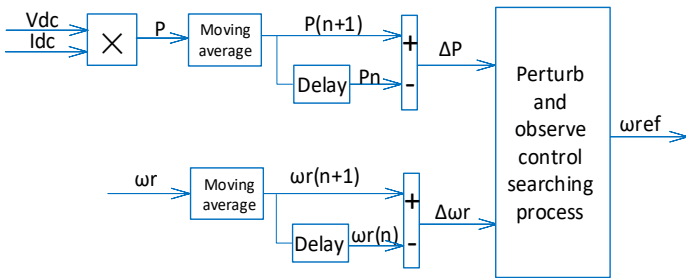 Vdc
Idc
×
P
Moving
average
P(n+1)
Delay
Pn
+
-
ΔP
Perturb
and
observe
control
searching
process
ωref
ωr
Moving
average
ωr(n+1)
Delay
ωr(n)
+
-
Δωr